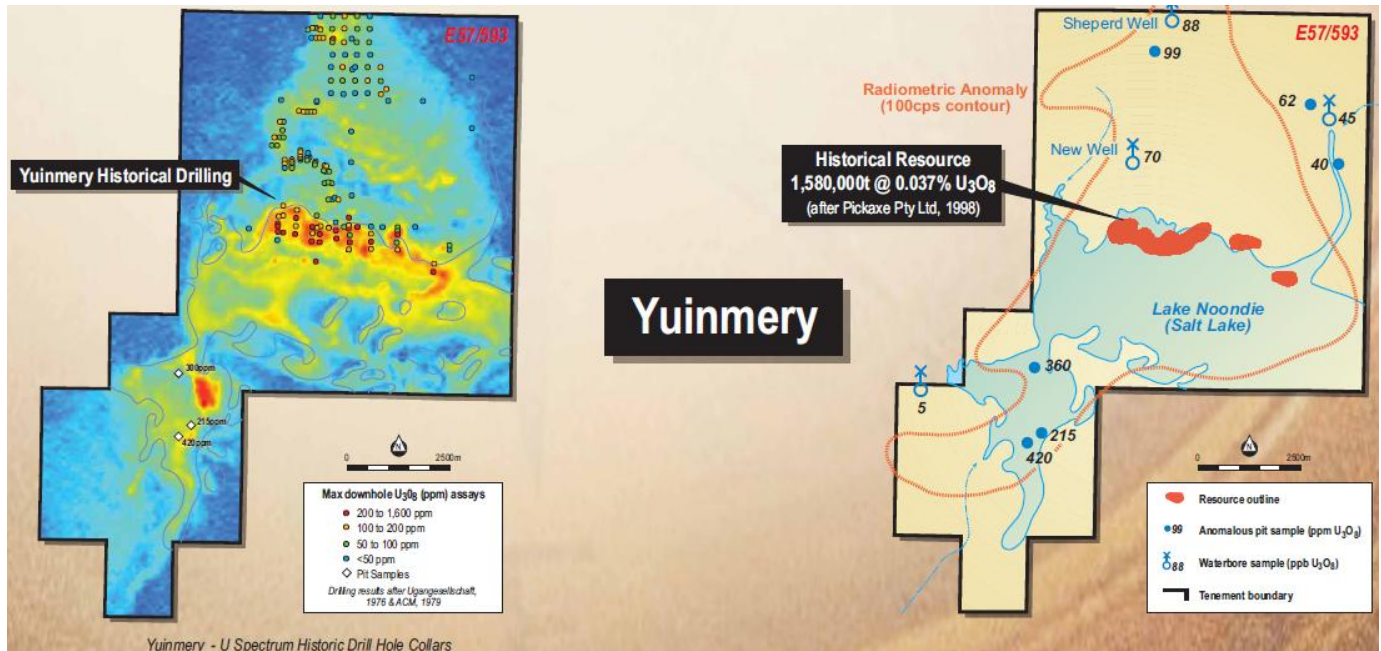 E57/593
Yuinmery Historical Drilling
300ppm
215ppm
420ppm
N
0 2500m
Max downhole U₃0₈ (ppm) assays
200 to 1,600 ppm
100 to 200 ppm
50 to 100 ppm
<50 ppm
Pit Samples
Drilling results after Ugangesellschaft,
1976 & ACM, 1979
Yuinmery - U Spectrum Historic Drill Hole Collars
Yuinmery
E57/593
Sheperd Well
88
99
Radiometric Anomaly
(100cps contour)
62
45
New Well
70
40
Historical Resource
1,580,000t @ 0.037% U₃O₈
(after Pickaxe Pty Ltd, 1998)
Lake Noondie
(Salt Lake)
360
5
215
420
N
0 2500m
Resource outline
99 Anomalous pit sample (ppm U₃O₈)
88 Waterbore sample (ppb U₃O₈)
Tenement boundary